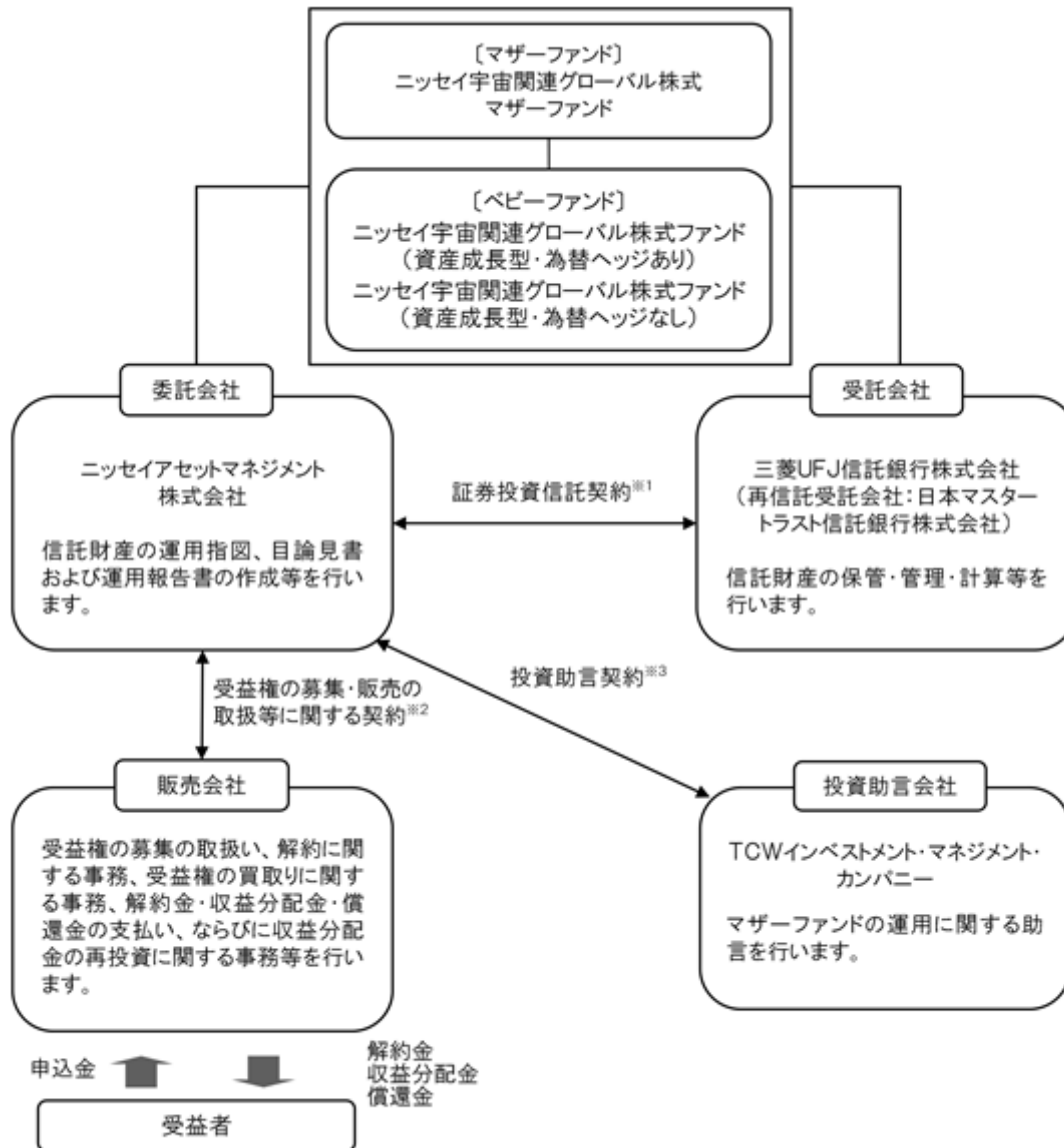 〔マザーファンド〕
ニッセイ宇宙関連グローバル株式
マザーファンド
〔ベビーファンド〕
ニッセイ宇宙関連グローバル株式ファンド
（資産成長型・為替ヘッジあり）
ニッセイ宇宙関連グローバル株式ファンド
（資産成長型・為替ヘッジなし）
委託会社
ニッセイアセットマネジメント
株式会社
信託財産の運用指図、目論見書
および運用報告書の作成等を行い
ます。
証券投資信託契約※1
受託会社
三菱UFJ信託銀行株式会社
（再信託受託会社：日本マスター
トラスト信託銀行株式会社）
信託財産の保管・管理・計算等を
行います。
受益権の募集・販売の
取扱等に関する契約※2
投資助言契約※3
販売会社
受益権の募集の取扱い、解約に関
する事務、受益権の買取りに関す
る事務、解約金・収益分配金・償
還金の支払い、ならびに収益分配
金の再投資に関する事務等を行い
ます。
投資助言会社
TCWインベストメント・マネジメント・
カンパニー
マザーファンドの運用に関する助
言を行います。
申込金
解約金
収益分配金
償還金
受益者